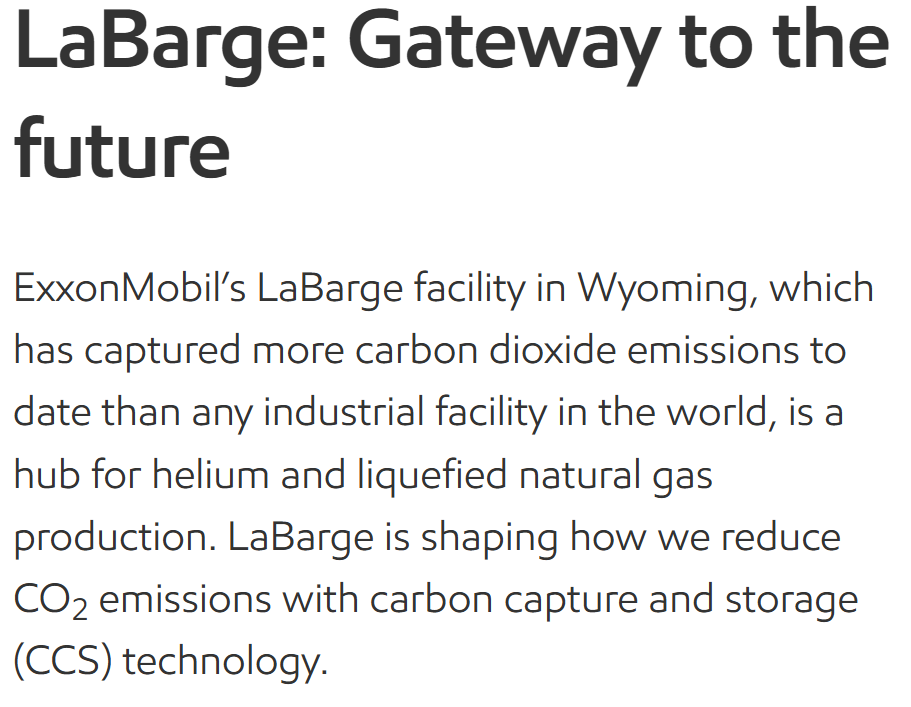 LaBarge: Gateway to the
future
ExxonMobil’s LaBarge facility in Wyoming, which
has captured more carbon dioxide emissions to
date than any industrial facility in the world, is a
hub for helium and liquefied natural gas
production. LaBarge is shaping how we reduce
CO₂ emissions with carbon capture and storage
(CCS) technology.